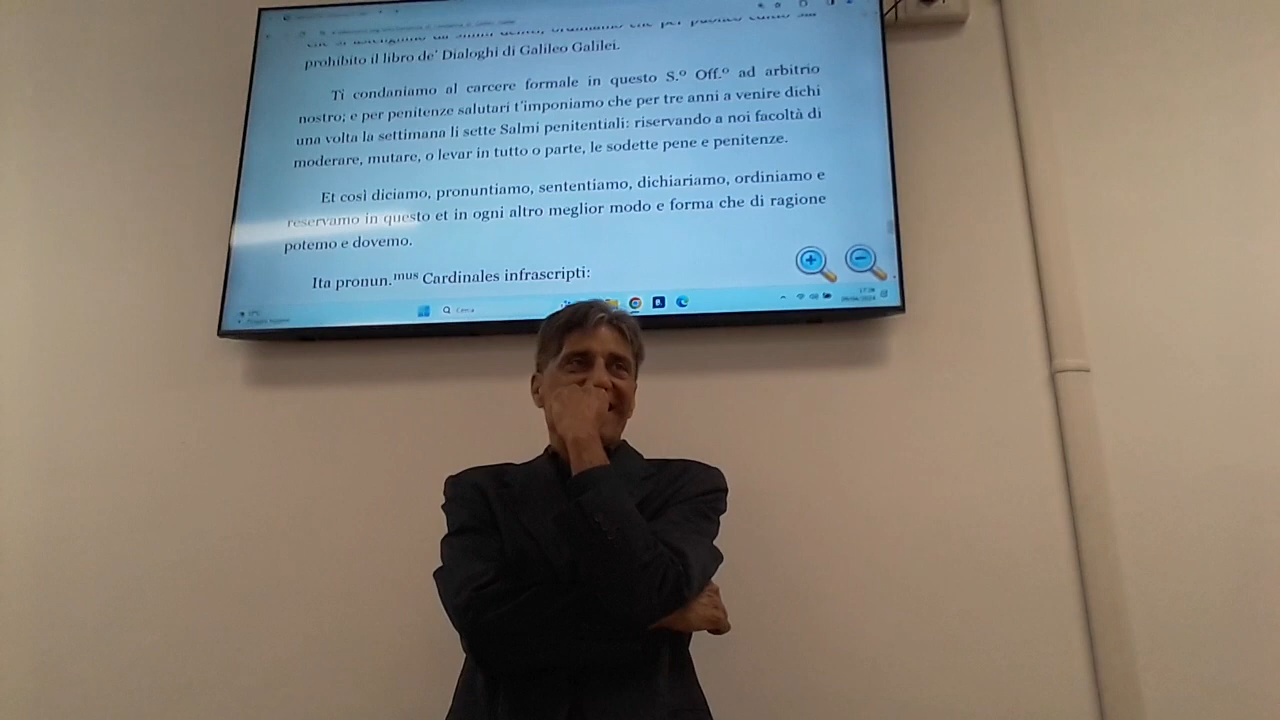 prohibito il libro de' Dialoghi di Galileo Galilei.
Ti condaniamo al carcere formale in questo S.º Off.º ad arbitrio
nostro; e per penitenze salutari t'imponiamo che per tre anni a venire dichi
una volta la settimana li sette Salmi penitentiali: riservando a noi facoltà di
moderare, mutare, o levar in tutto o parte, le sodette pene e penitenze.
Et così diciamo, pronuntiamo, sententiamo, dichiariamo, ordiniamo e
reservamo in questo et in ogni altro meglior modo e forma che di ragione
potemo e dovemo.
Ita pronun.mus Cardinales infrascripti:
Cerca